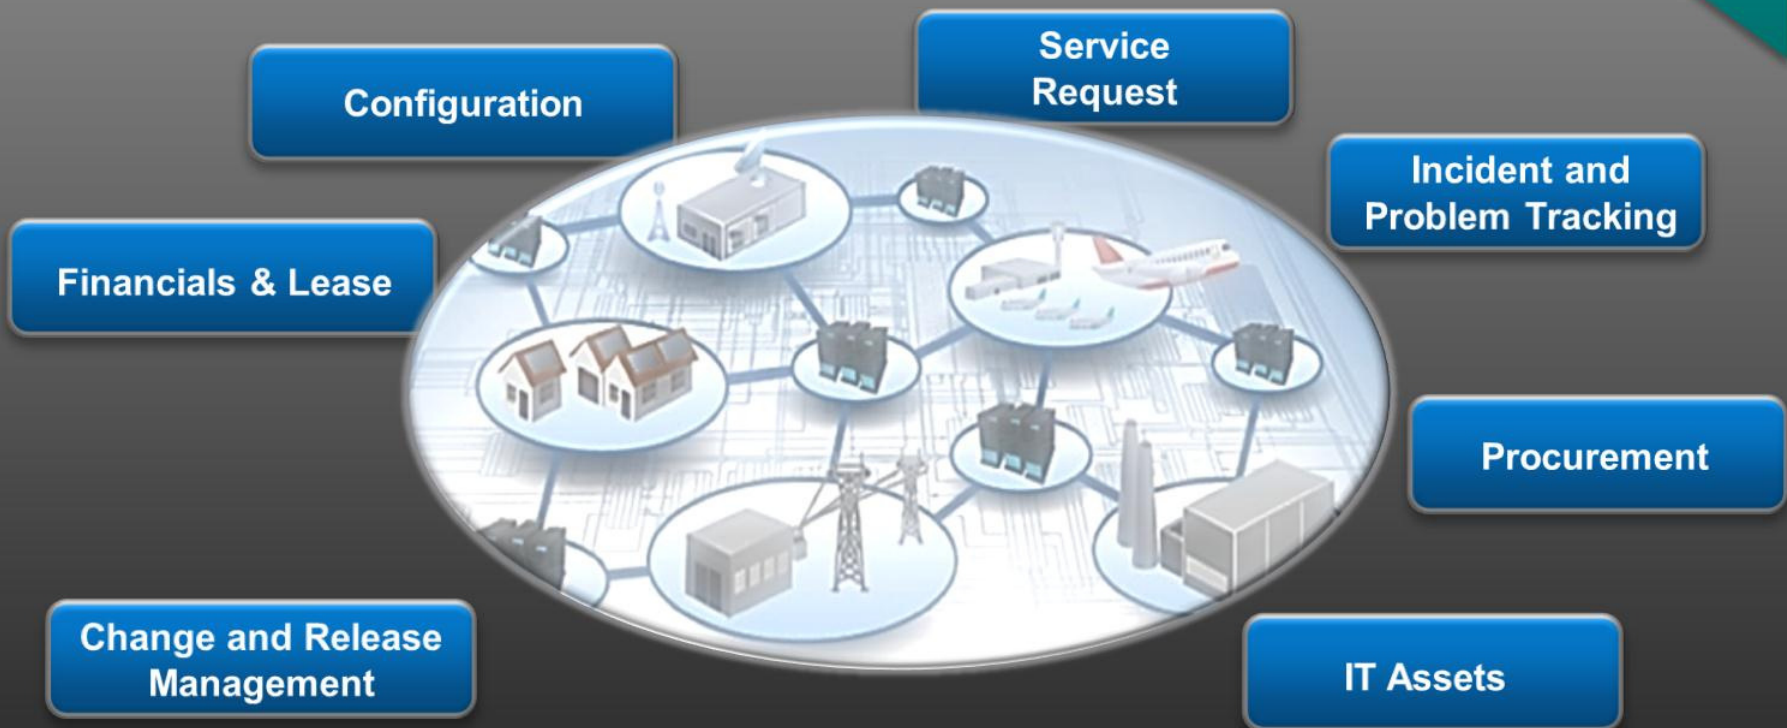 Configuration
Service
Request
Incident and
Problem Tracking
Financials & Lease
Procurement
Change and Release
Management
IT Assets